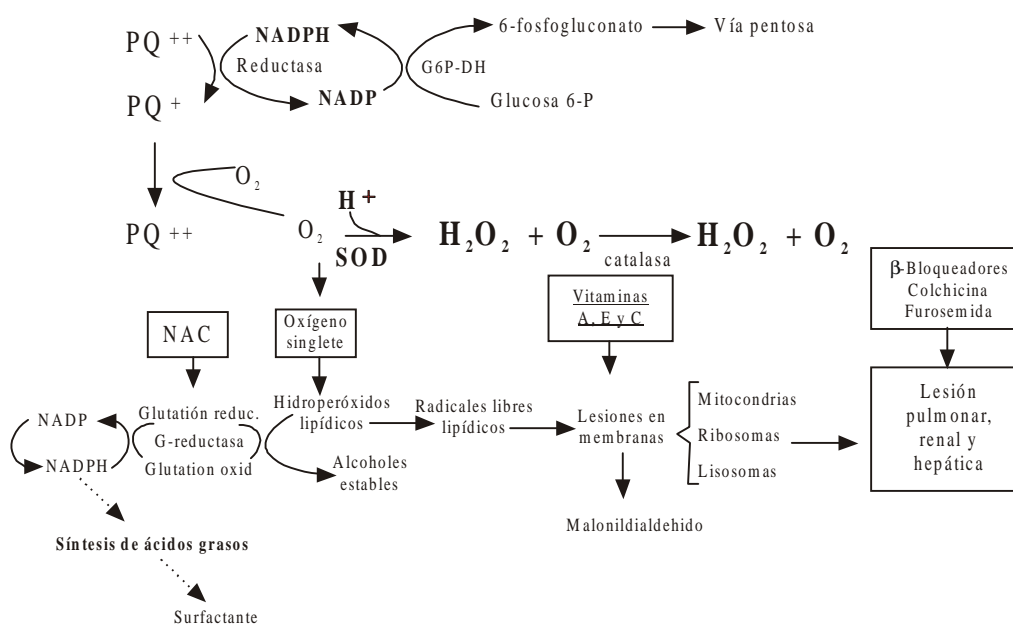 PQ ++
NADPH
Reductasa
NADP
6-fosfogluconato
Vía pentosa
G6P-DH
Glucosa 6-P
PQ +
O2
PQ ++
O2
H+
SOD
H2O2 + O2
catalasa
H2O2 + O2
β-Bloqueadores
Colchicina
Furosemida
Vitaminas
A, E y C
NAC
Oxígeno
singlete
NADP
NADPH
Glutatión reduc.
G-reductasa
Glutation oxid
Hidroperóxidos
lipídicos
Alcoholes
estables
Radicales libres
lipídicos
Lesiones en
membranas
Mitocondrias
Ribosomas
Lisosomas
Lesión
pulmonar,
renal y
hepática
Malonildialdehido
Síntesis de ácidos grasos
Surfactante